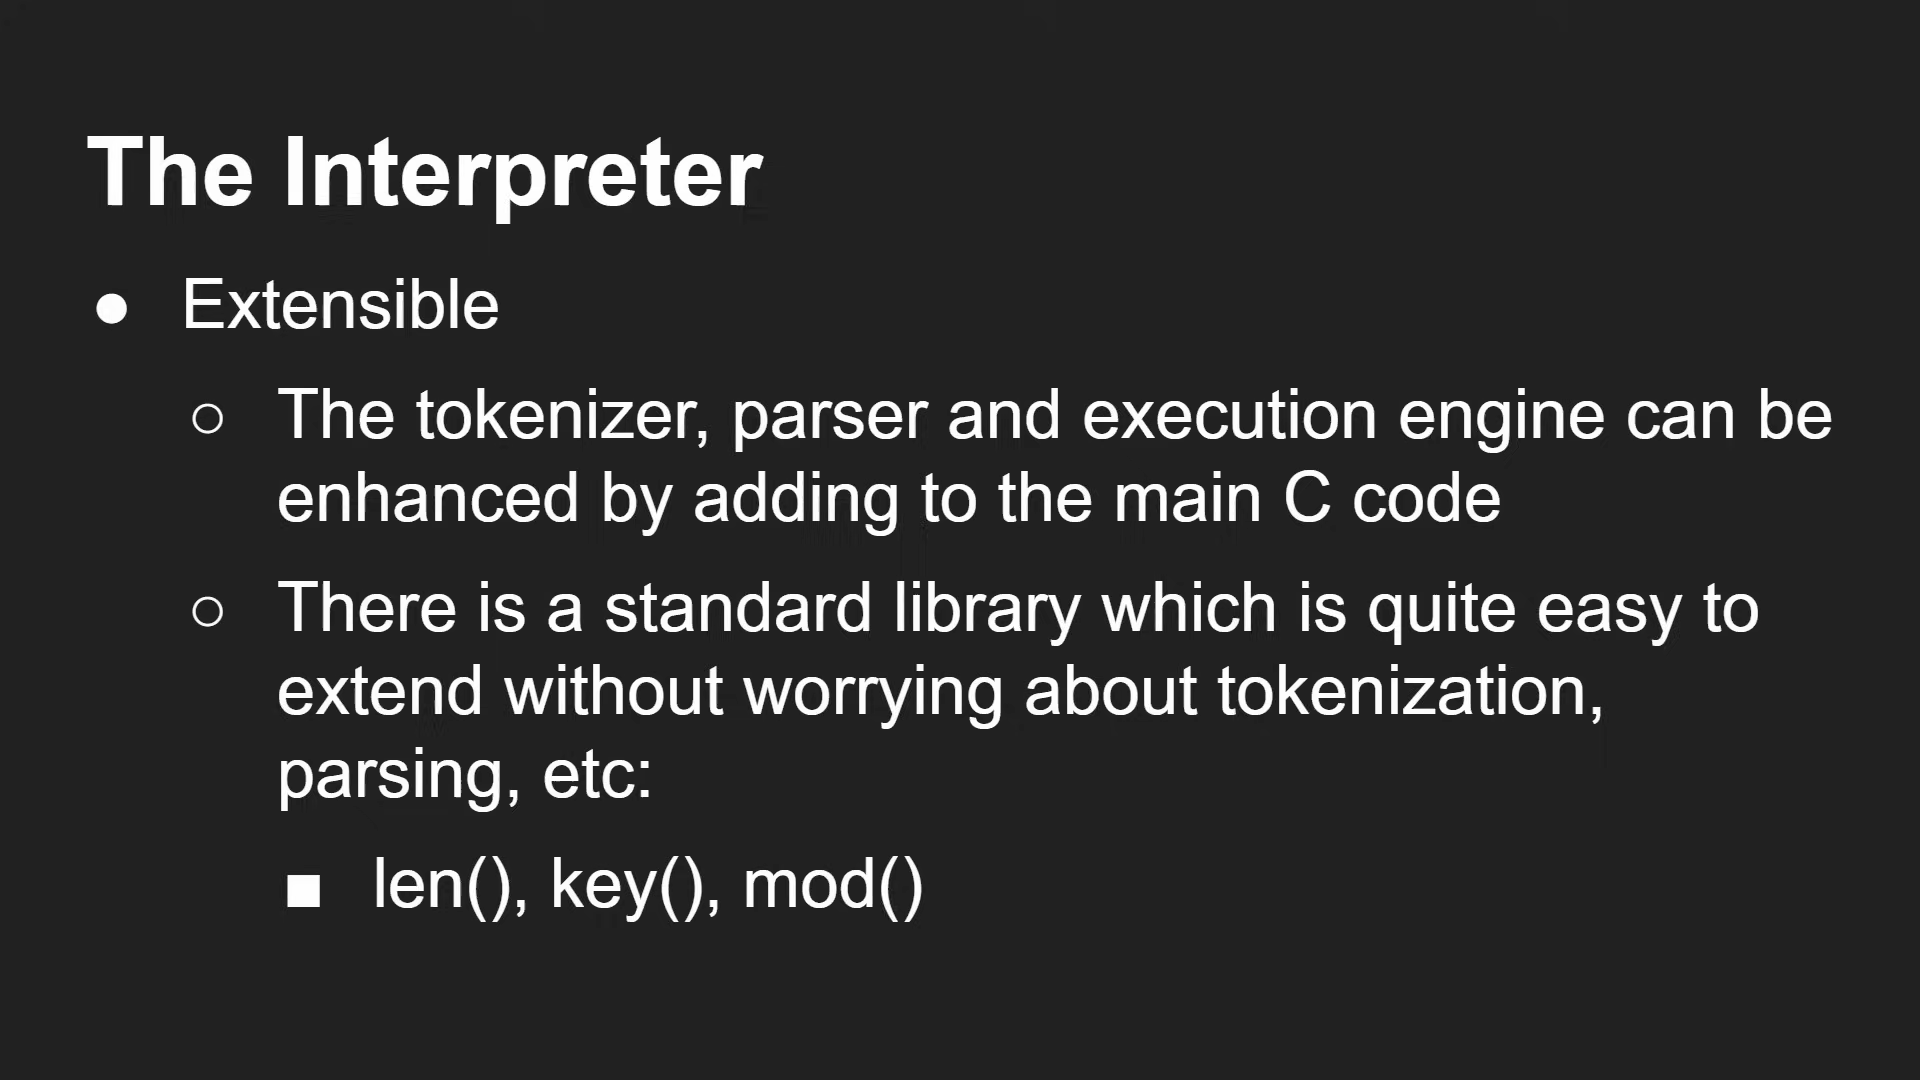 The Interpreter
● Extensible
○ The tokenizer, parser and execution engine can be
enhanced by adding to the main C code
○ There is a standard library which is quite easy to
extend without worrying about tokenization,
parsing, etc:
■ len(), key(), mod()